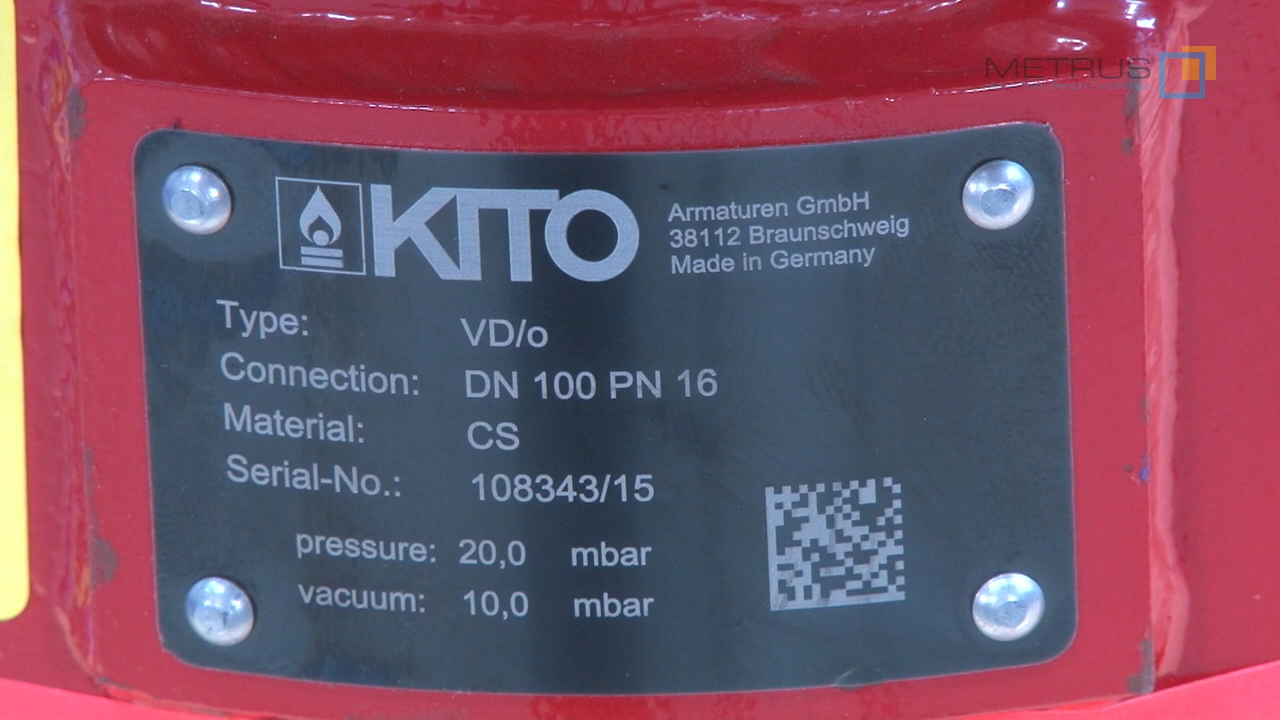 METRUS
KITO
Armaturen GmbH
38112 Braunschweig
Made in Germany
Type: VD/o
Connection: DN 100 PN 16
Material: CS
Serial-No.: 108343/15
pressure: 20,0 mbar
vacuum: 10,0 mbar